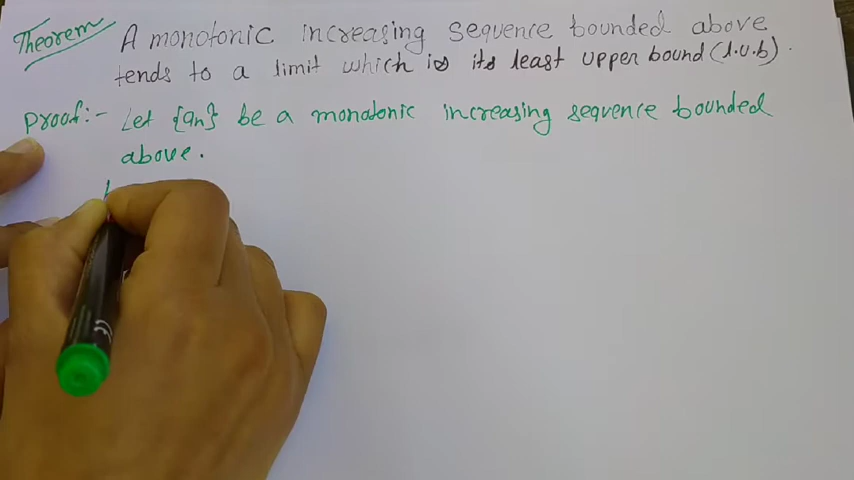 Theorem A monotonic increasing sequence bounded above
tends to a limit which is its least upper bound (l.u.b).
Proof:- Let {an} be a monotonic increasing sequence bounded
above.